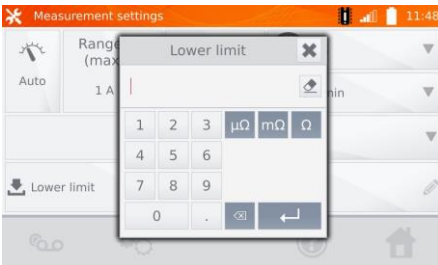 Measurement settings
11:48
Range
(max
Lower limit
Auto
1 A
1 2 3 μΩ mΩ Ω
4 5 6
7 8 9
0 .
Lower limit